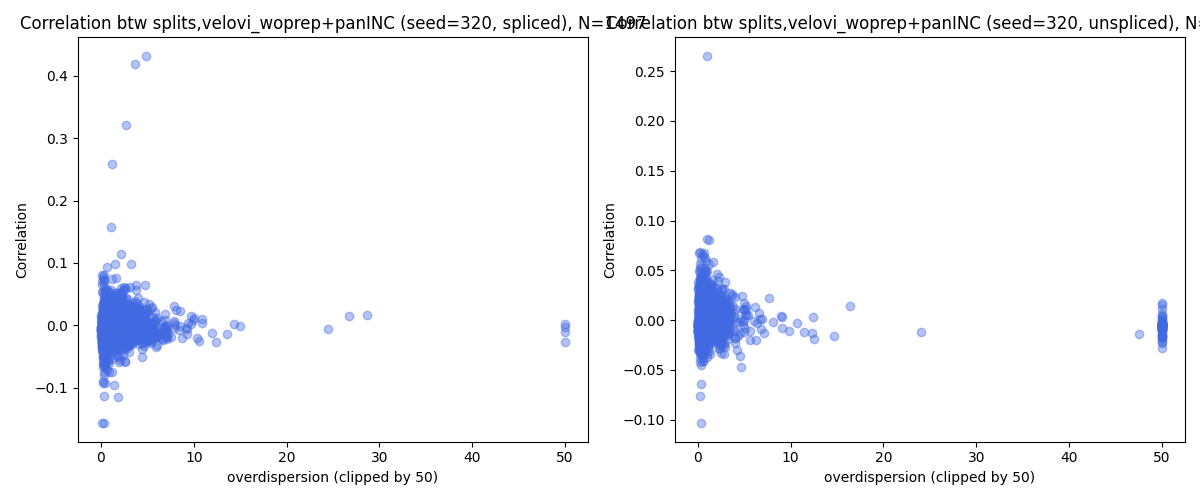 Correlation btw splits,velovi_woprep+panINC (seed=320, spliced), N=1497
Correlation btw splits,velovi_woprep+panINC (seed=320, unspliced), N=
Correlation
0.4
0.3
0.2
0.1
0.0
−0.1
0 10 20 30 40 50
overdispersion (clipped by 50)
Correlation
0.25
0.20
0.15
0.10
0.05
0.00
−0.05
−0.10
0 10 20 30 40 50
overdispersion (clipped by 50)